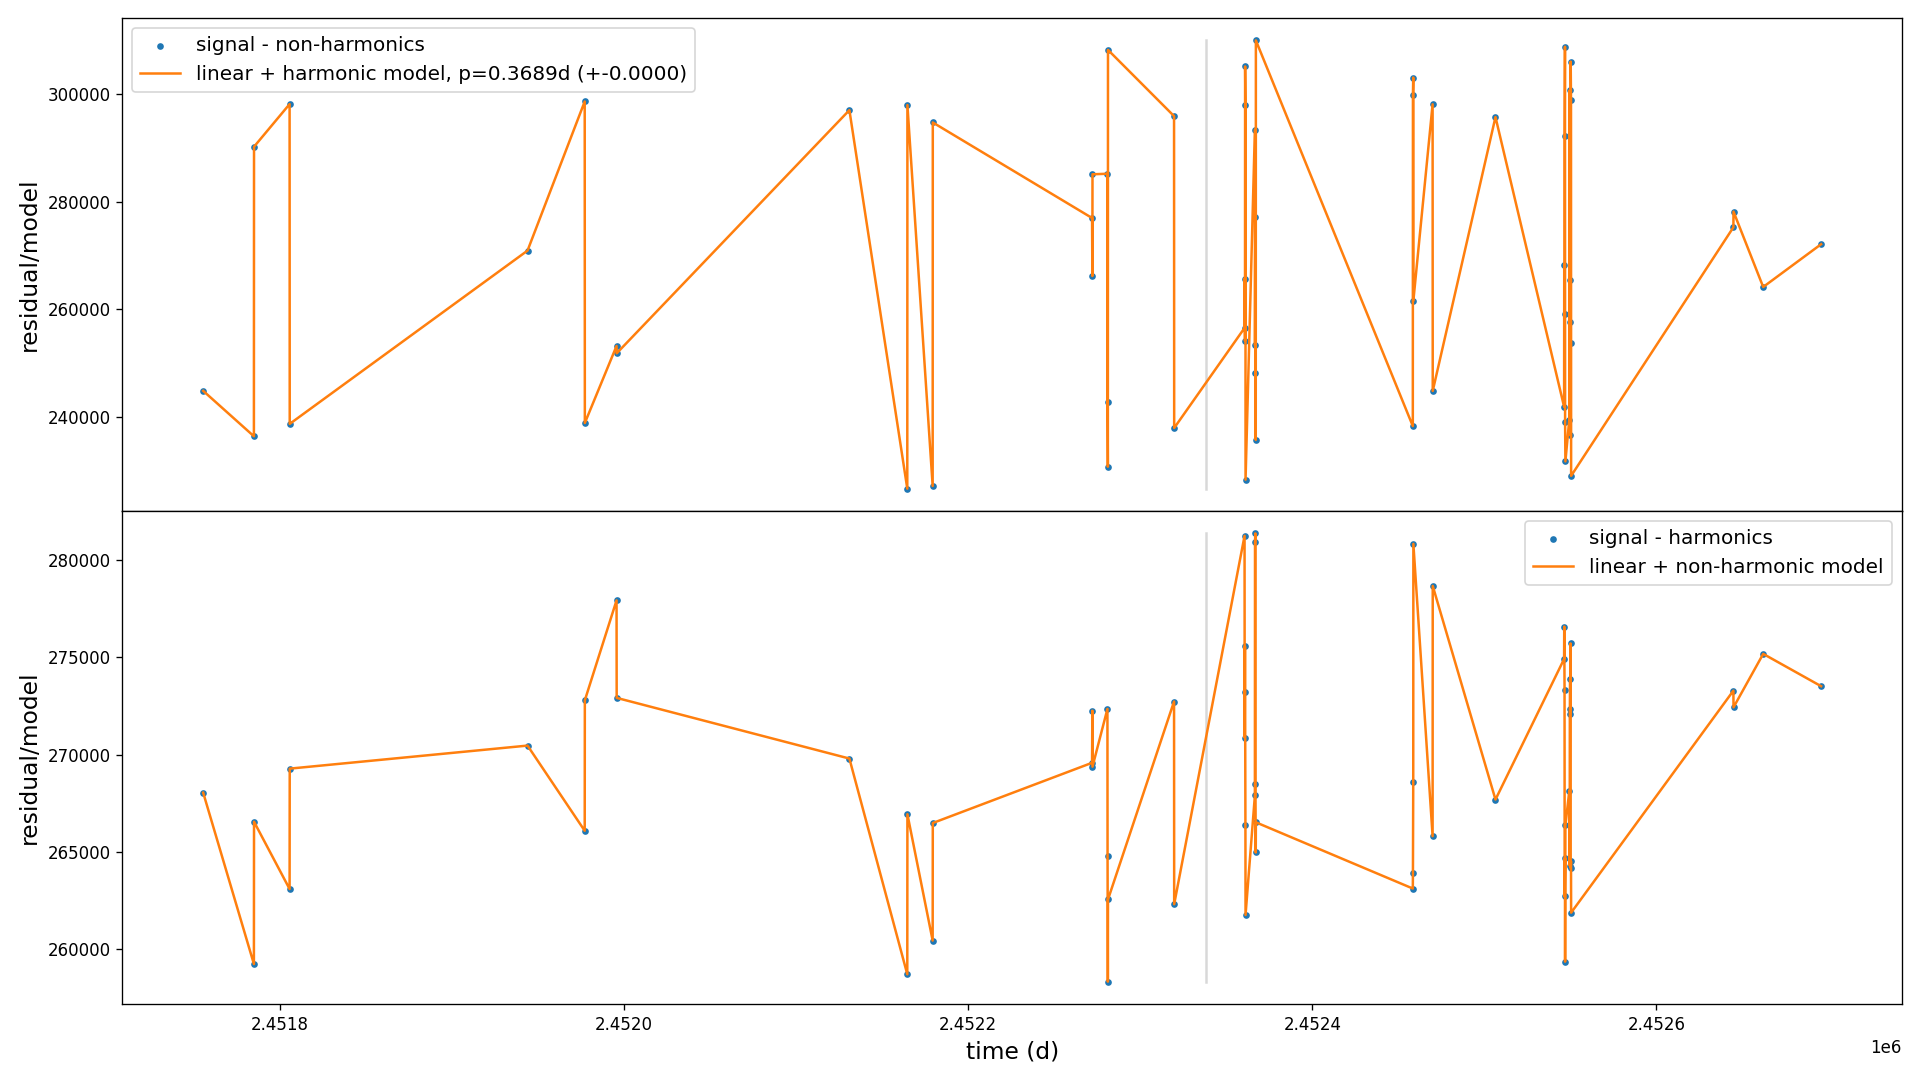 signal - non-harmonics
linear + harmonic model, p=0.3689d (+-0.0000)
300000
280000
260000
240000
residual/model
signal - harmonics
linear + non-harmonic model
280000
275000
270000
265000
260000
residual/model
2.4518
2.4520
2.4522
2.4524
2.4526
1e6
time (d)